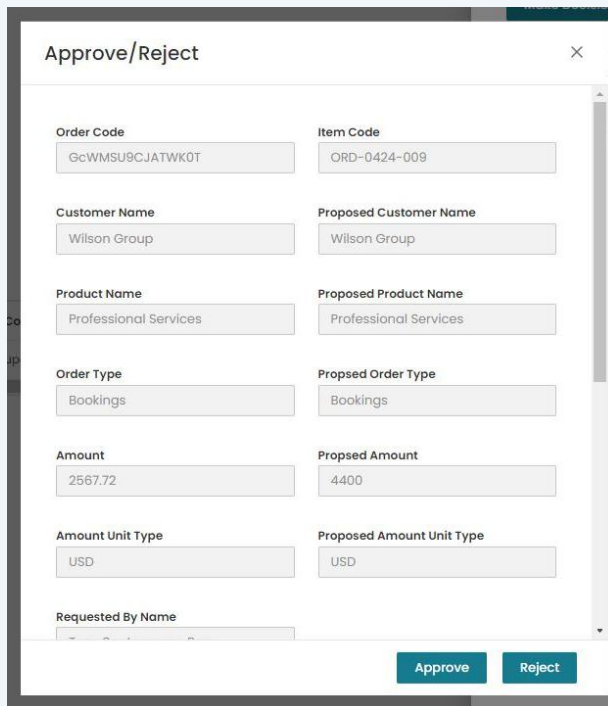 Approve/Reject
Order Code Item Code
GcWMSU9CJATWK0T ORD-0424-009
Customer Name Proposed Customer Name
Wilson Group Wilson Group
Product Name Proposed Product Name
Professional Services Professional Services
Order Type Propsed Order Type
Bookings Bookings
Amount Propsed Amount
2567.72 4400
Amount Unit Type Proposed Amount Unit Type
USD USD
Requested By Name
Approve Reject